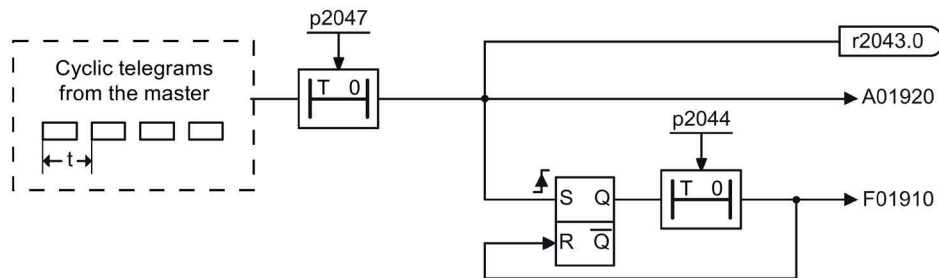 p2047
r2043.0
Cyclic telegrams
from the master
T 0
A01920
t
p2044
T 0
S Q
F01910
R Q̅